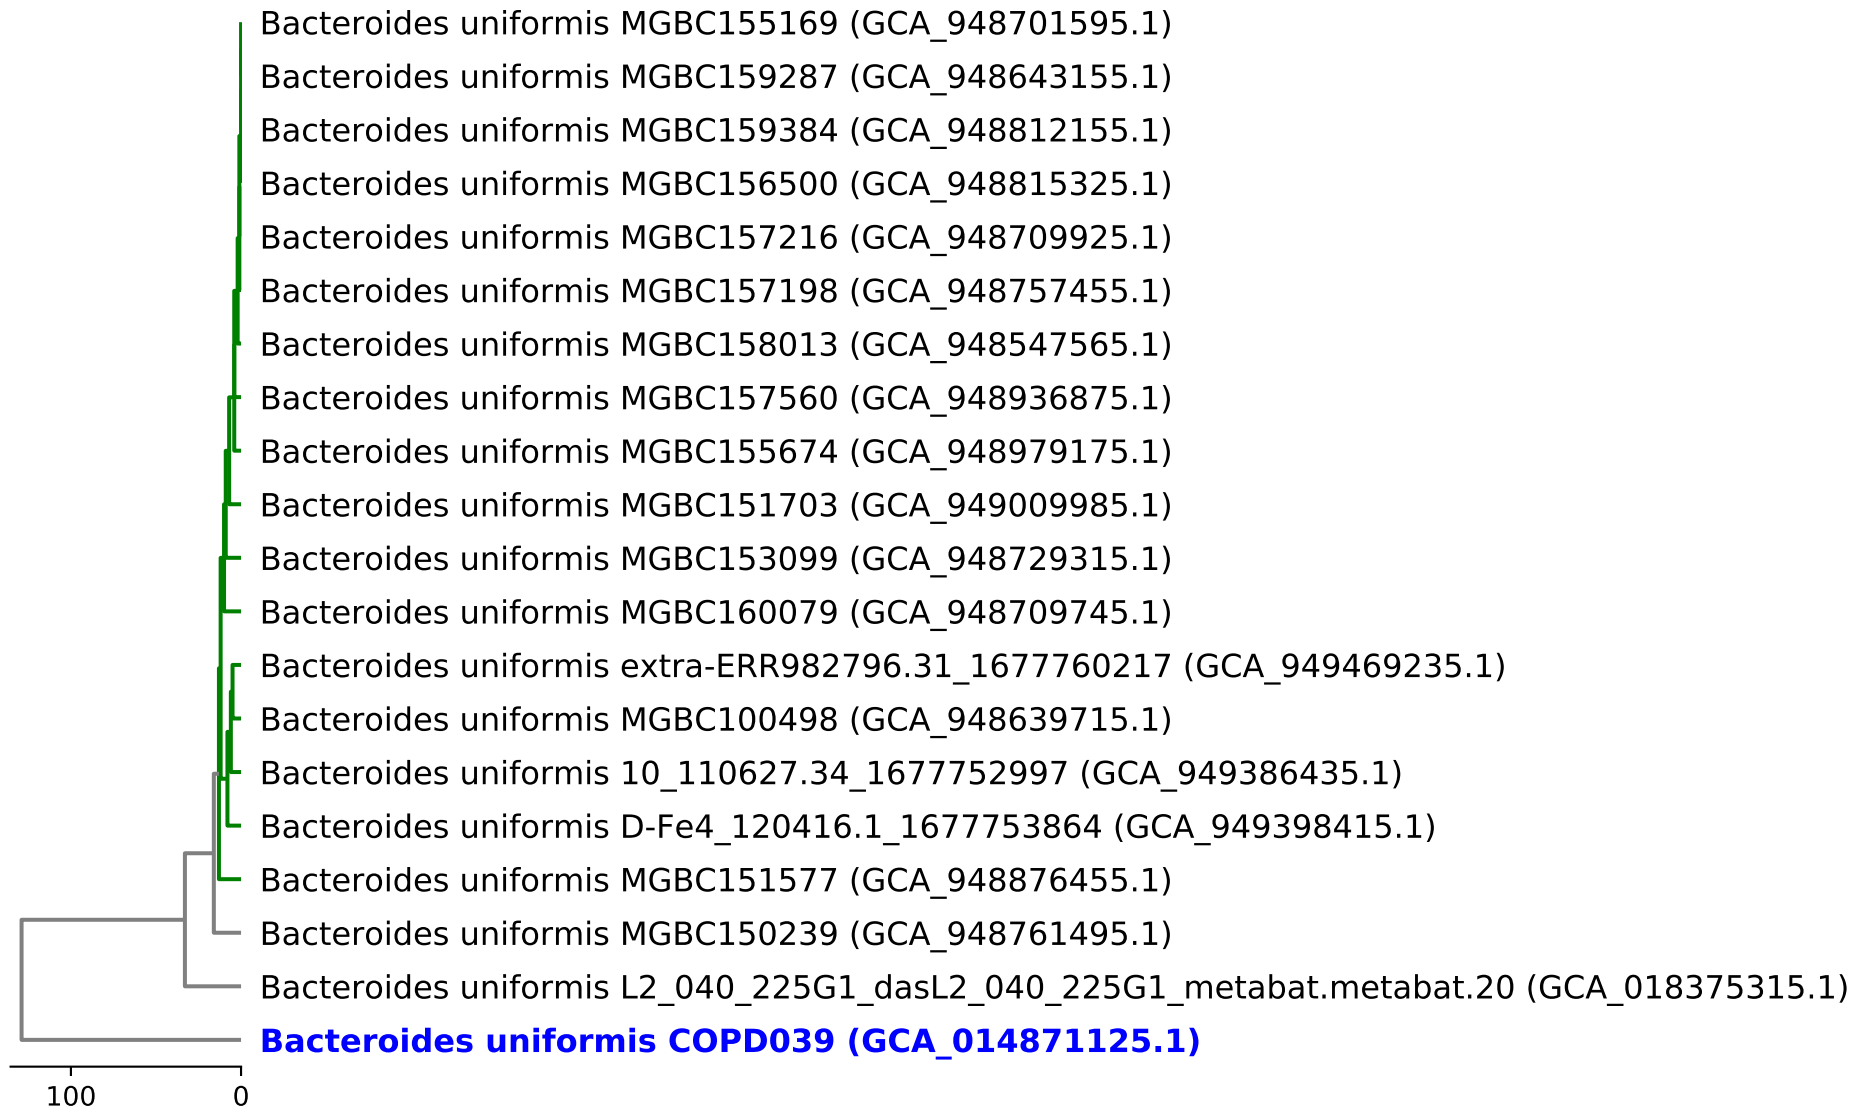 Bacteroides uniformis MGBC155169 (GCA_948701595.1)
Bacteroides uniformis MGBC159287 (GCA_948643155.1)
Bacteroides uniformis MGBC159384 (GCA_948812155.1)
Bacteroides uniformis MGBC156500 (GCA_948815325.1)
Bacteroides uniformis MGBC157216 (GCA_948709925.1)
Bacteroides uniformis MGBC157198 (GCA_948757455.1)
Bacteroides uniformis MGBC158013 (GCA_948547565.1)
Bacteroides uniformis MGBC157560 (GCA_948936875.1)
Bacteroides uniformis MGBC155674 (GCA_948979175.1)
Bacteroides uniformis MGBC151703 (GCA_949009985.1)
Bacteroides uniformis MGBC153099 (GCA_948729315.1)
Bacteroides uniformis MGBC160079 (GCA_948709745.1)
Bacteroides uniformis extra-ERR982796.31_1677760217 (GCA_949469235.1)
Bacteroides uniformis MGBC100498 (GCA_948639715.1)
Bacteroides uniformis 10_110627.34_1677752997 (GCA_949386435.1)
Bacteroides uniformis D-Fe4_120416.1_1677753864 (GCA_949398415.1)
Bacteroides uniformis MGBC151577 (GCA_948876455.1)
Bacteroides uniformis MGBC150239 (GCA_948761495.1)
Bacteroides uniformis L2_040_225G1_dasL2_040_225G1_metabat.metabat.20 (GCA_018375315.1)
Bacteroides uniformis COPD039 (GCA_014871125.1)
100 0